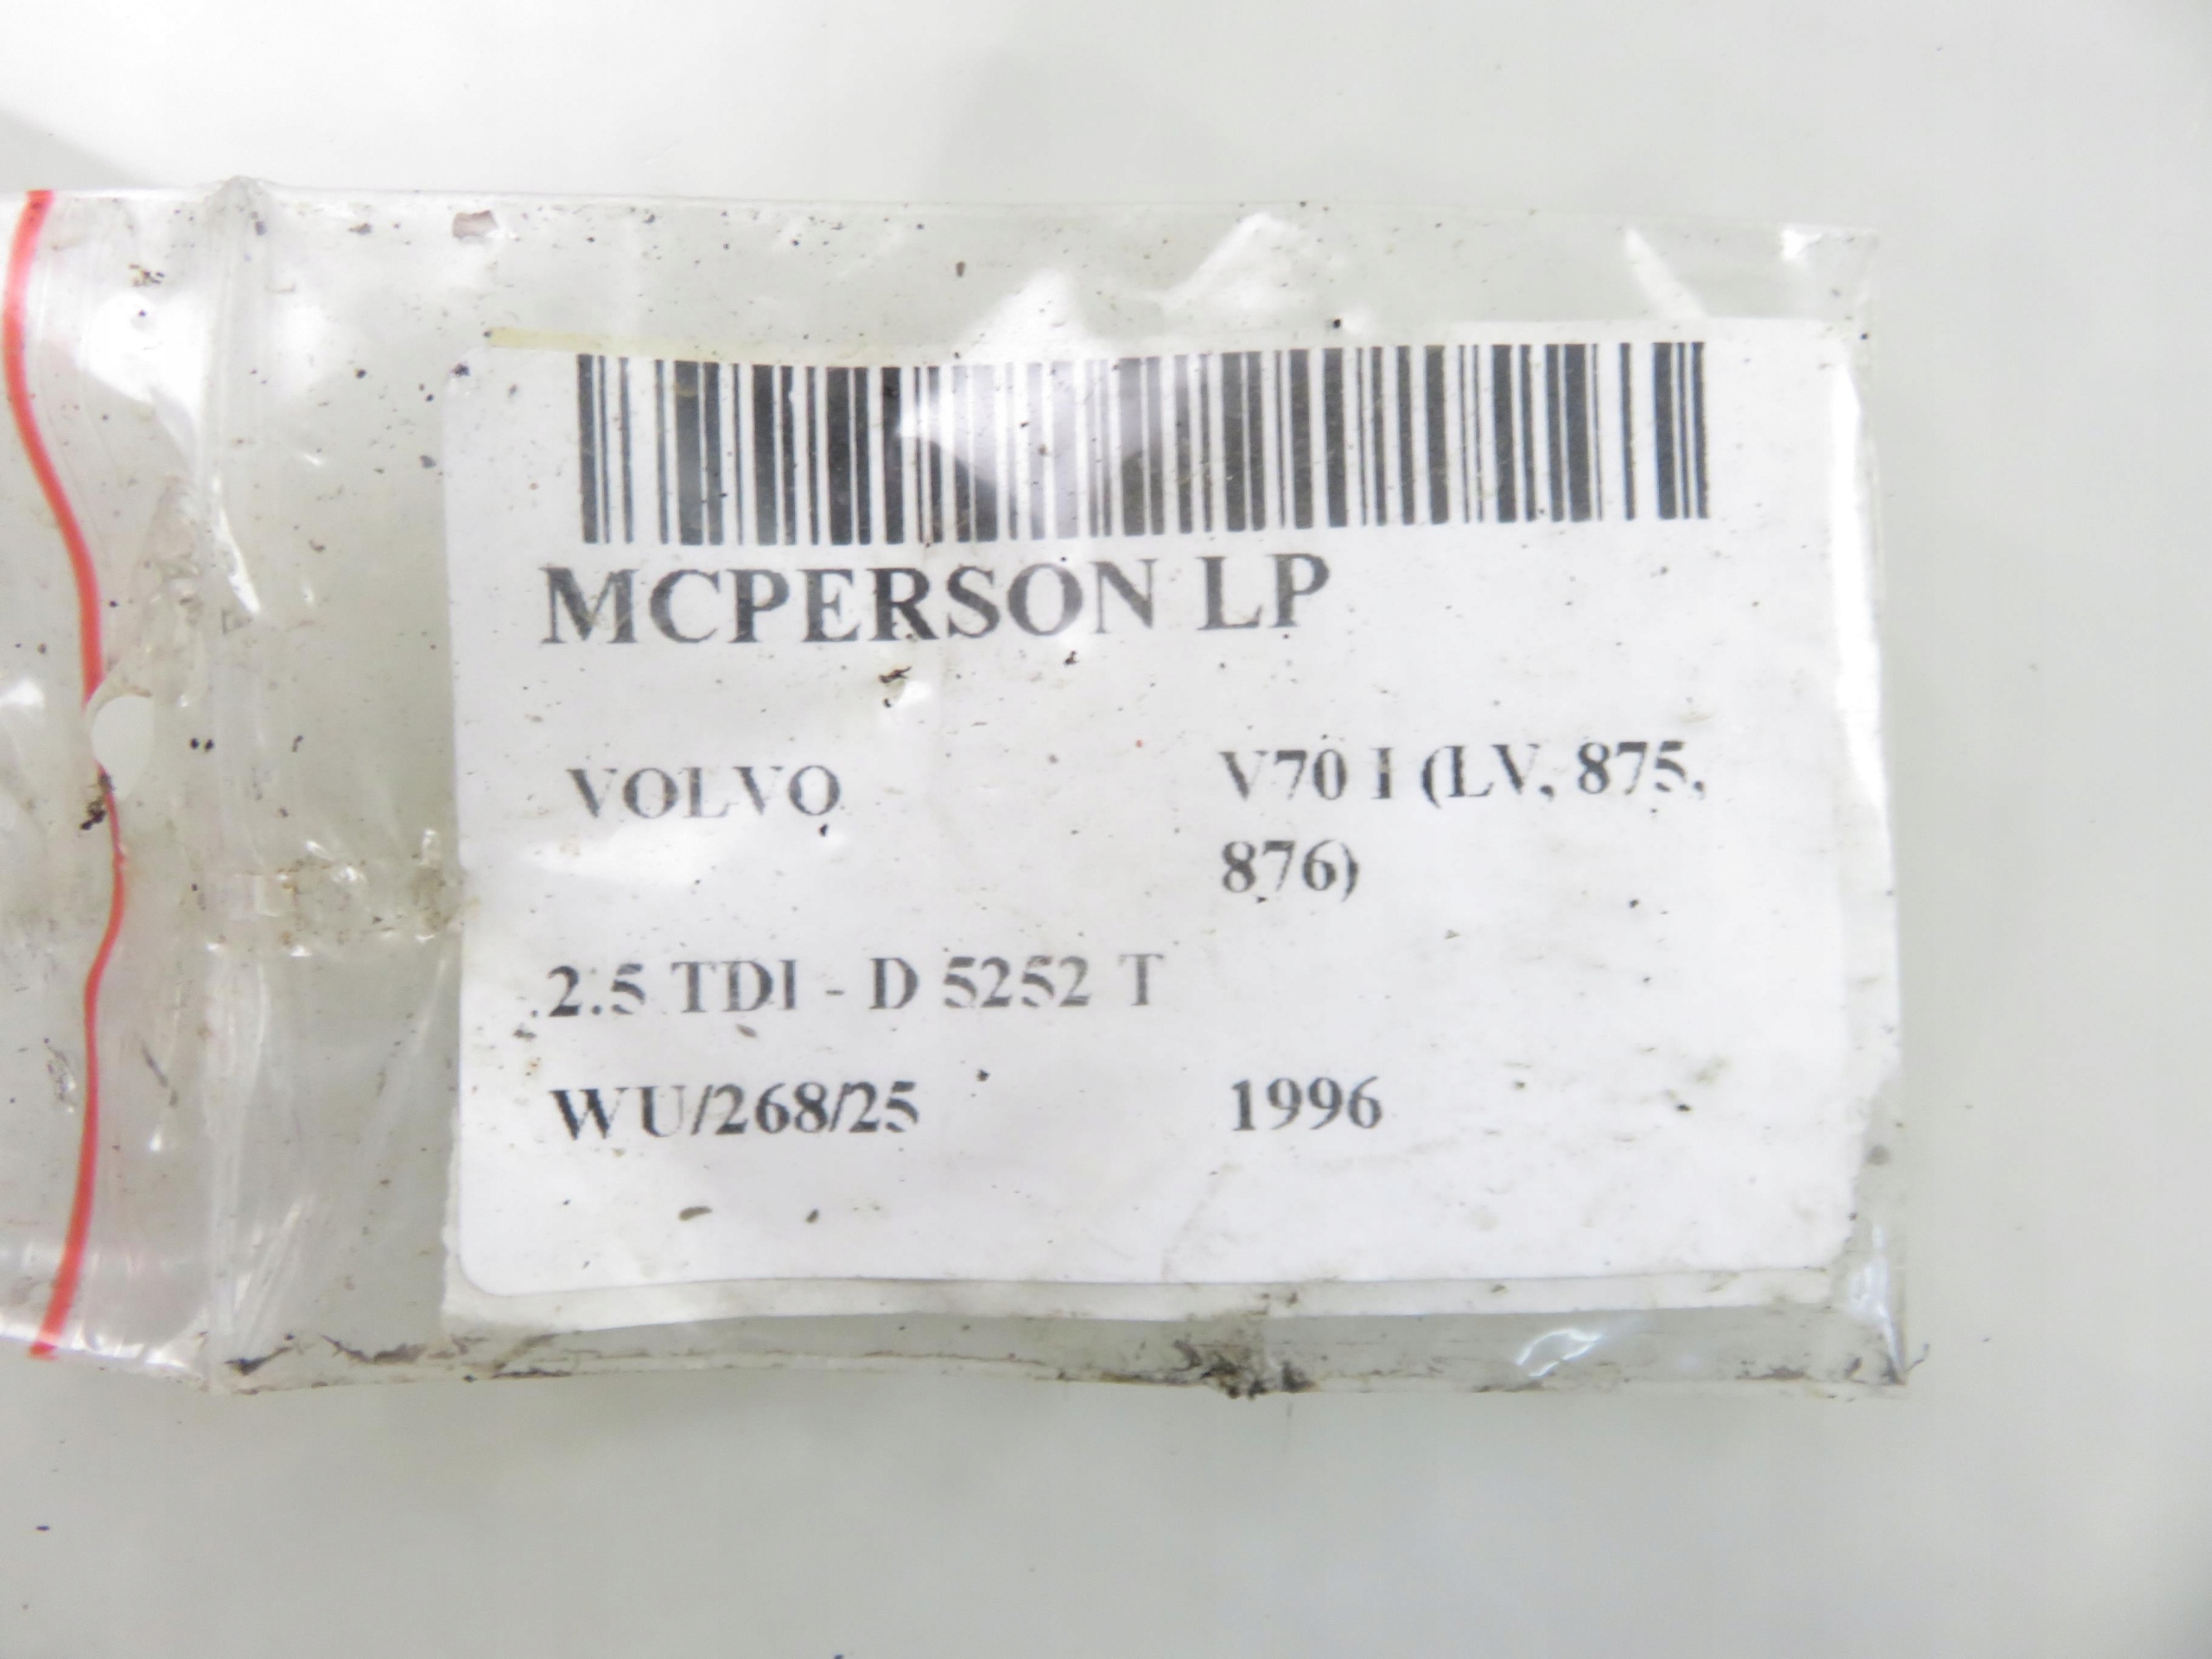 MCPERSON LP
VOLVO
V70 I (LV, 875,
876)
2.5 TDI - D 5252 T
WU/268/25
1996